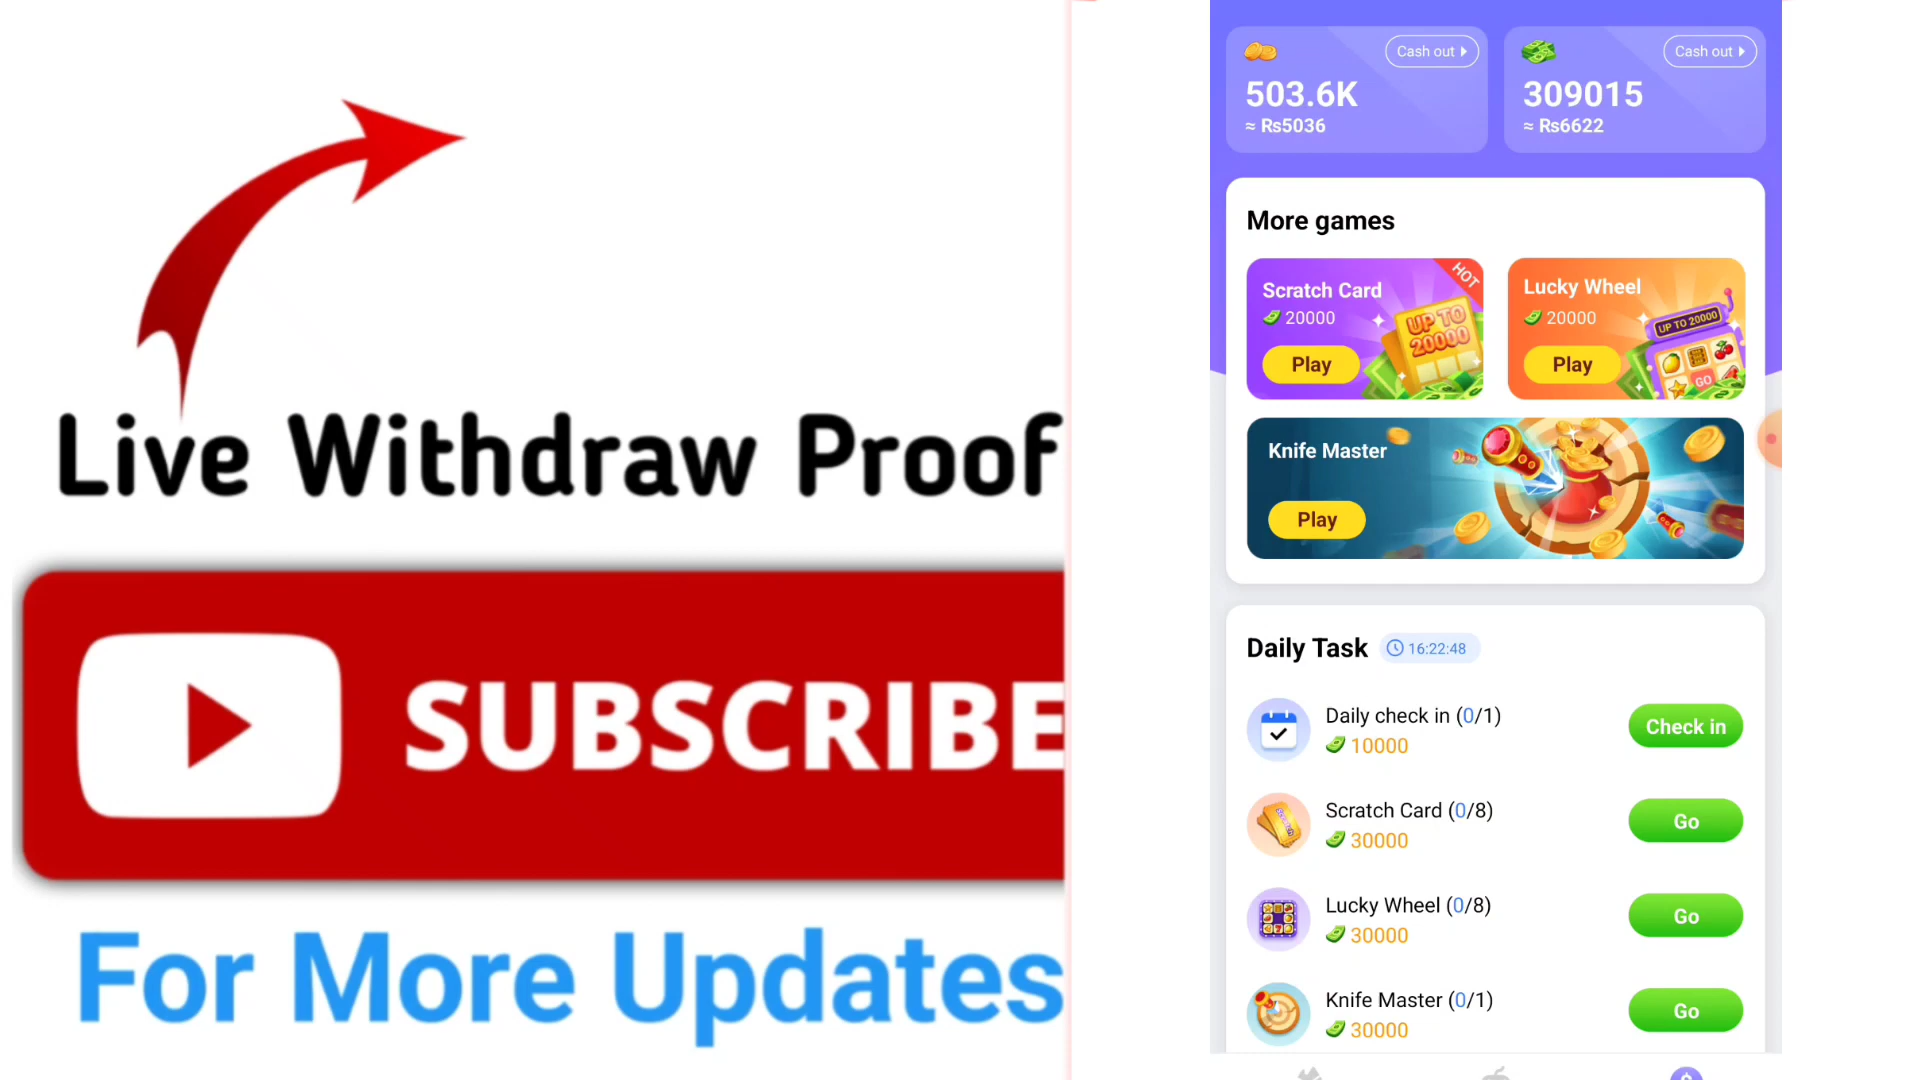 Live Withdraw Proof
SUBSCRIBE
For More Updates
Cash out
503.6K
≈ Rs5036
Cash out
309015
≈ Rs6622
More games
Scratch Card
20000
Play
HOT
UP TO
20000
Lucky Wheel
20000
Play
UP TO 20000
GO
Knife Master
Play
Daily Task 16:22:48
Daily check in (0/1)
10000
Check in
Scratch Card (0/8)
30000
Go
Lucky Wheel (0/8)
30000
Go
Knife Master (0/1)
30000
Go